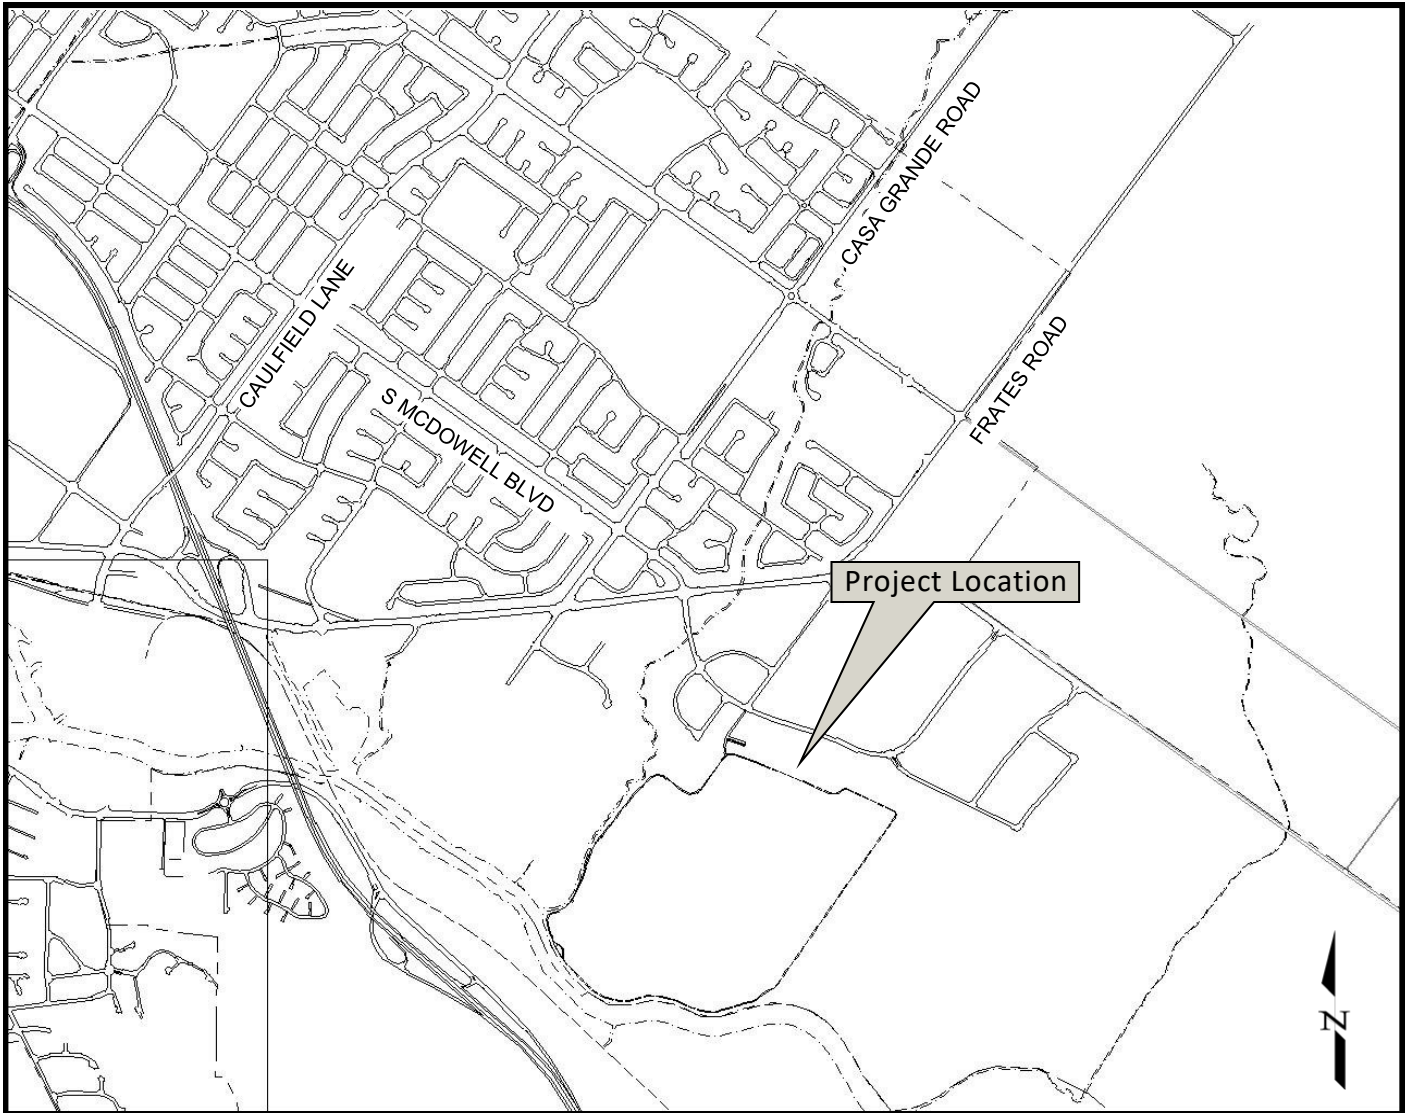 CASA GRANDE ROAD
CAULFIELD LANE
FRATES ROAD
S MCDOWELL BLVD
Project Location
N